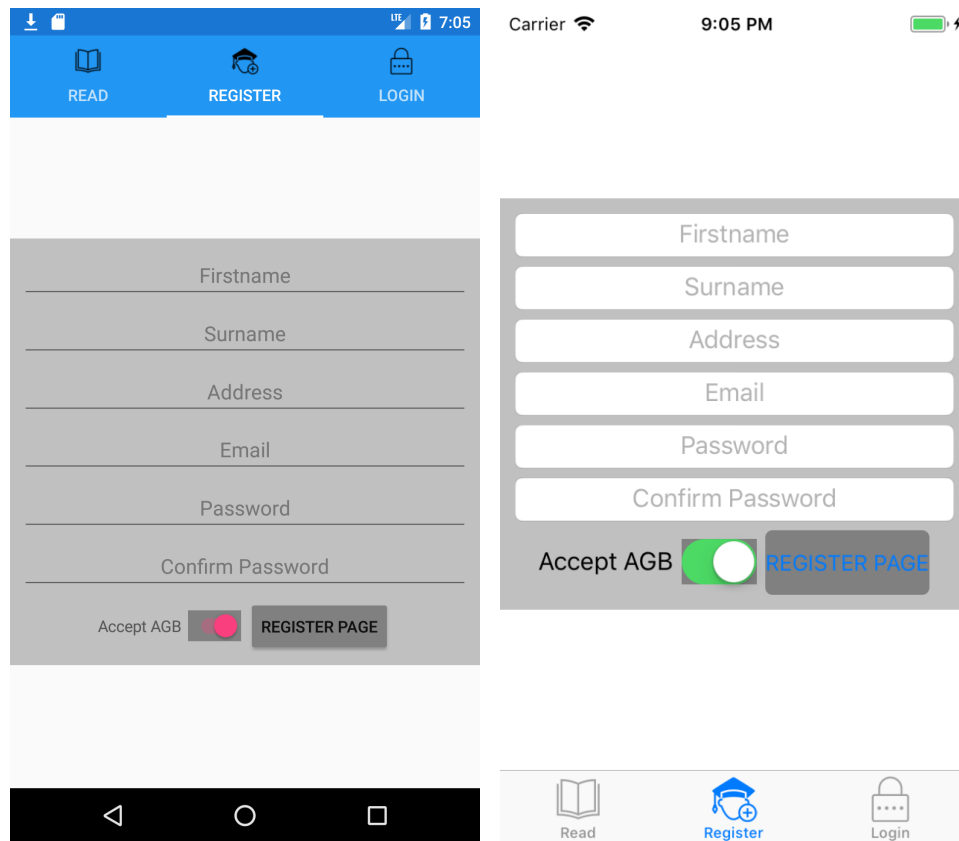 LTE 7:05
READ REGISTER LOGIN
Firstname
Surname
Address
Email
Password
Confirm Password
Accept AGB REGISTER PAGE
Carrier 9:05 PM
Firstname
Surname
Address
Email
Password
Confirm Password
Accept AGB REGISTER PAGE
Read Register Login